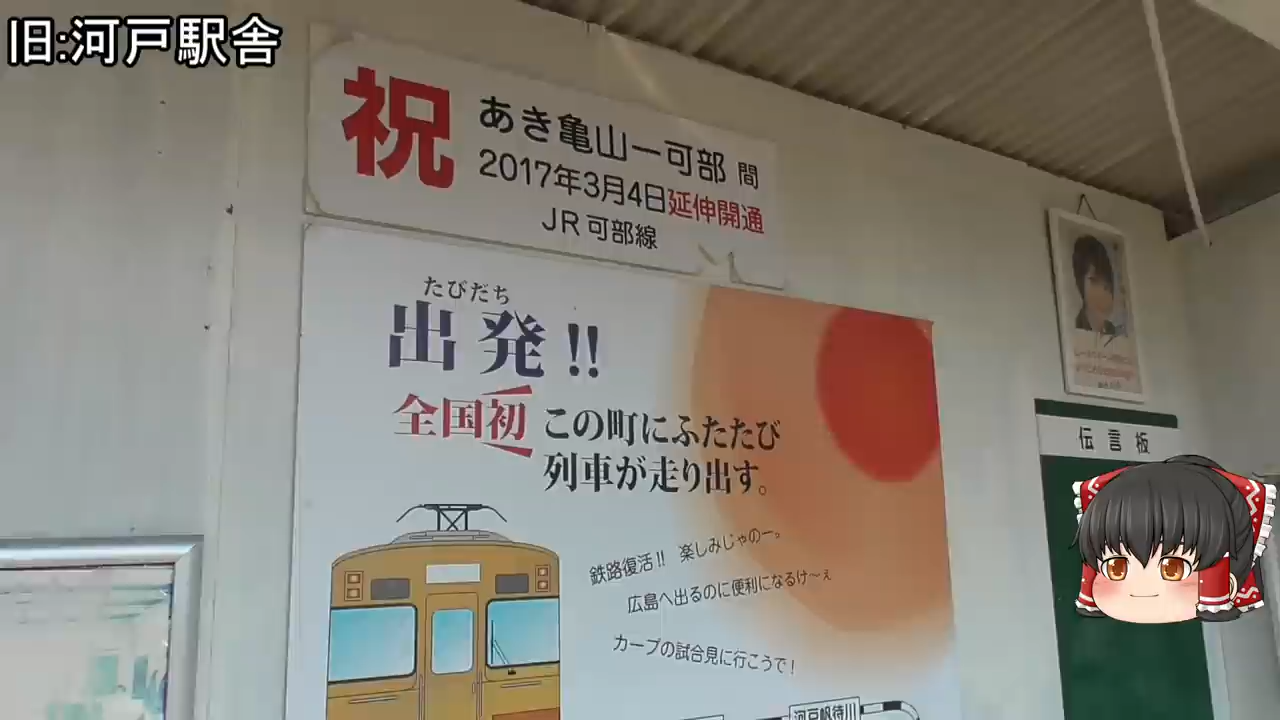 旧:河戸駅舎
祝
あき亀山ー可部 間
2017年3月4日延伸開通
JR可部線
たびだち
出発!!
全国初 この町にふたたび
列車が走り出す。
鉄路復活!! 楽しみじゃのー。
広島へ出るのに便利になるけ〜ぇ
カープの試合見に行こうで!
河戸帆待川
伝言板